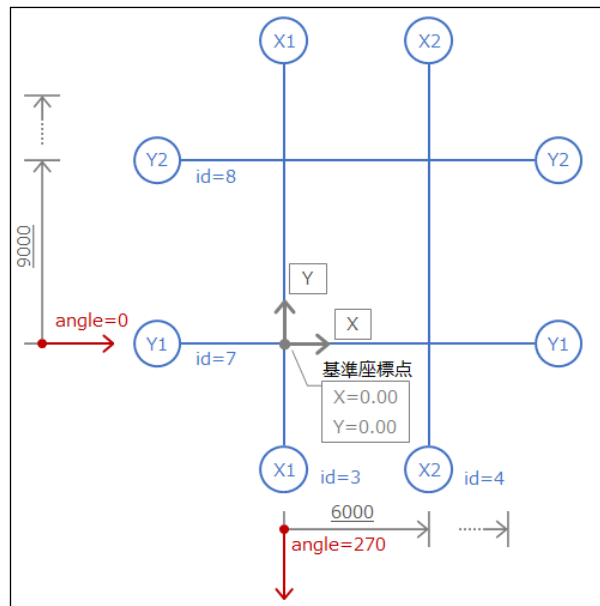 X1
X2
Y2
Y2
id=8
9000
Y
angle=0
X
Y1
Y1
id=7
基準座標点
X=0.00
Y=0.00
X1
id=3
X2
id=4
6000
angle=270